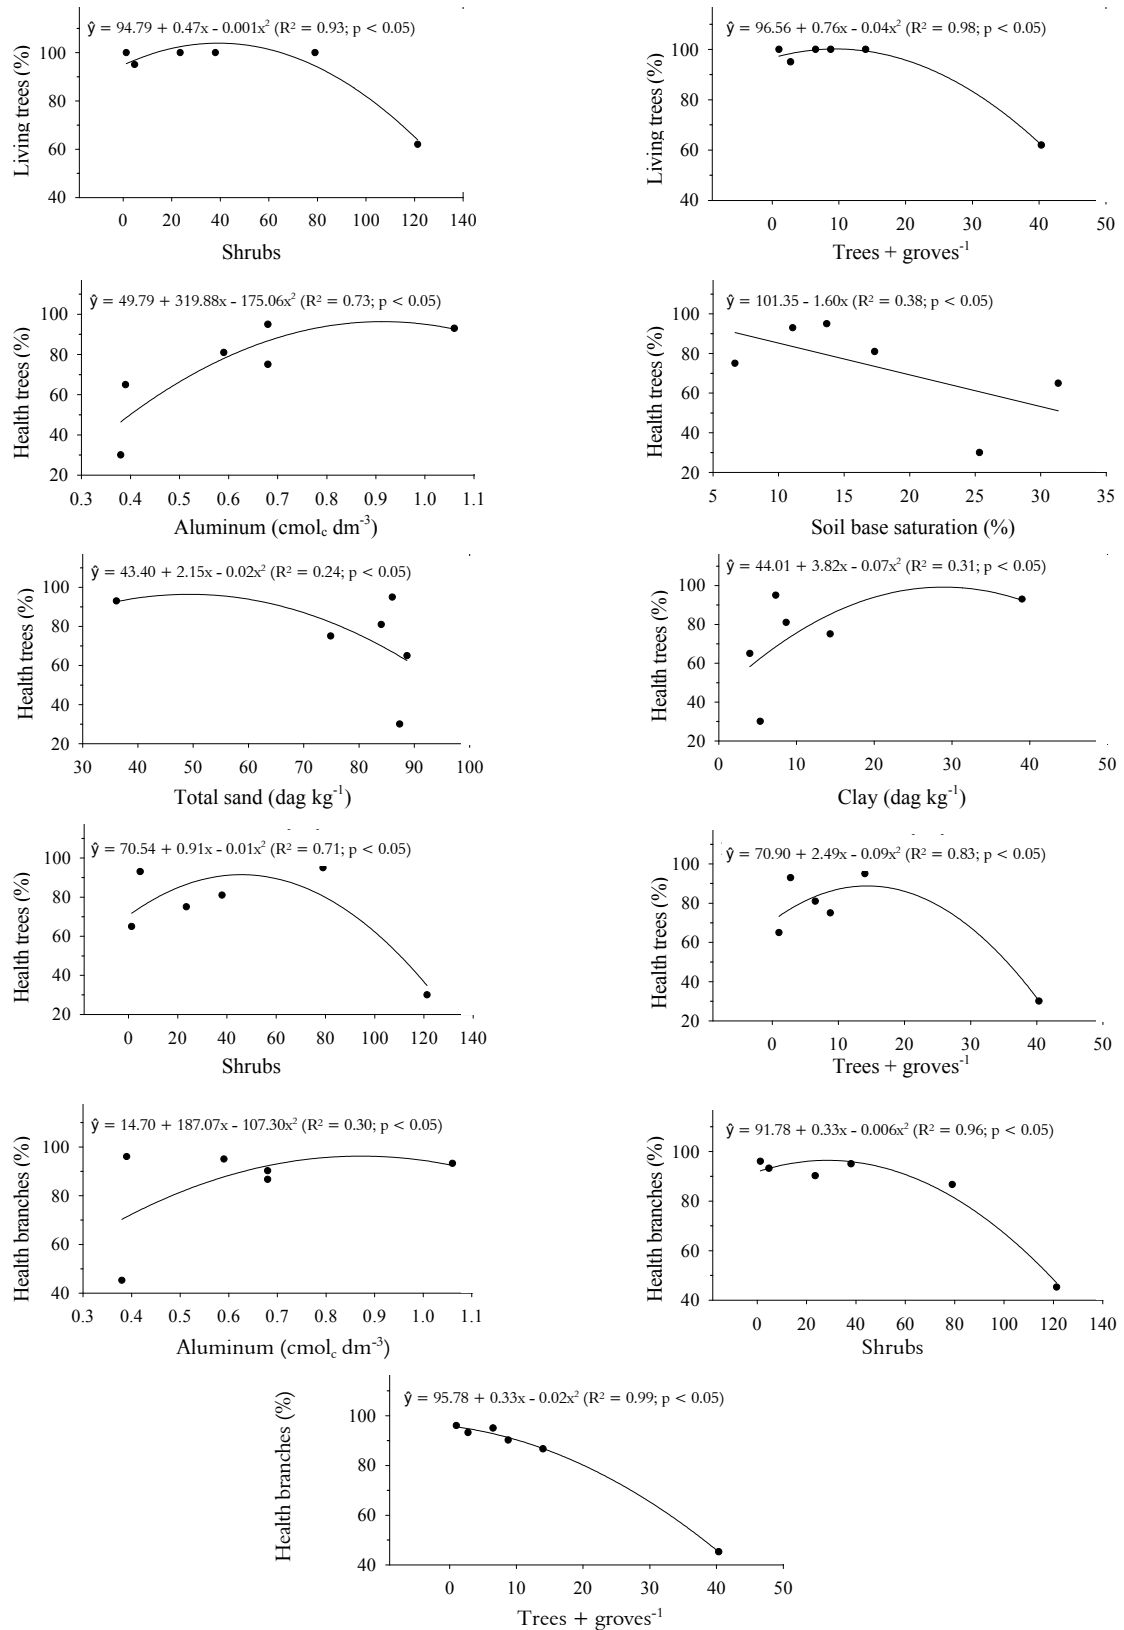 ŷ = 94.79 + 0.47x - 0.001x² (R² = 0.93; p < 0.05)
100
80
60
40
Living trees (%)
0 20 40 60 80 100 120 140
Shrubs
ŷ = 96.56 + 0.76x - 0.04x² (R² = 0.98; p < 0.05)
100
80
60
40
Living trees (%)
0 10 20 30 40 50
Trees + groves⁻¹
ŷ = 49.79 + 319.88x - 175.06x² (R² = 0.73; p < 0.05)
100
80
60
40
20
Health trees (%)
0.3 0.4 0.5 0.6 0.7 0.8 0.9 1.0 1.1
Aluminum (cmol꜀ dm⁻³)
ŷ = 101.35 - 1.60x (R² = 0.38; p < 0.05)
100
80
60
40
20
Health trees (%)
5 10 15 20 25 30 35
Soil base saturation (%)
ŷ = 43.40 + 2.15x - 0.02x² (R² = 0.24; p < 0.05)
100
80
60
40
20
Health trees (%)
30 40 50 60 70 80 90 100
Total sand (dag kg⁻¹)
ŷ = 44.01 + 3.82x - 0.07x² (R² = 0.31; p < 0.05)
100
80
60
40
20
Health trees (%)
0 10 20 30 40 50
Clay (dag kg⁻¹)
ŷ = 70.54 + 0.91x - 0.01x² (R² = 0.71; p < 0.05)
100
80
60
40
20
Health trees (%)
0 20 40 60 80 100 120 140
Shrubs
ŷ = 70.90 + 2.49x - 0.09x² (R² = 0.83; p < 0.05)
100
80
60
40
20
Health trees (%)
0 10 20 30 40 50
Trees + groves⁻¹
ŷ = 14.70 + 187.07x - 107.30x² (R² = 0.30; p < 0.05)
100
80
60
40
Health branches (%)
0.3 0.4 0.5 0.6 0.7 0.8 0.9 1.0 1.1
Aluminum (cmol꜀ dm⁻³)
ŷ = 91.78 + 0.33x - 0.006x² (R² = 0.96; p < 0.05)
100
80
60
40
Health branches (%)
0 20 40 60 80 100 120 140
Shrubs
ŷ = 95.78 + 0.33x - 0.02x² (R² = 0.99; p < 0.05)
100
80
60
40
Health branches (%)
0 10 20 30 40 50
Trees + groves⁻¹